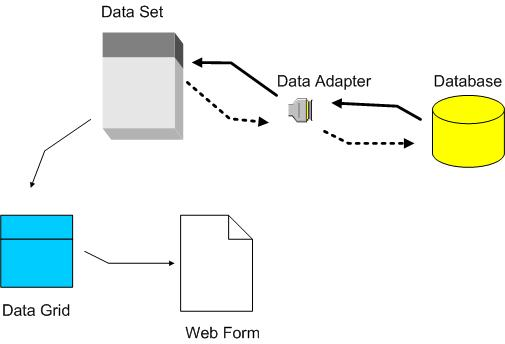 Data Set
Data Adapter
Database
Data Grid
Web Form